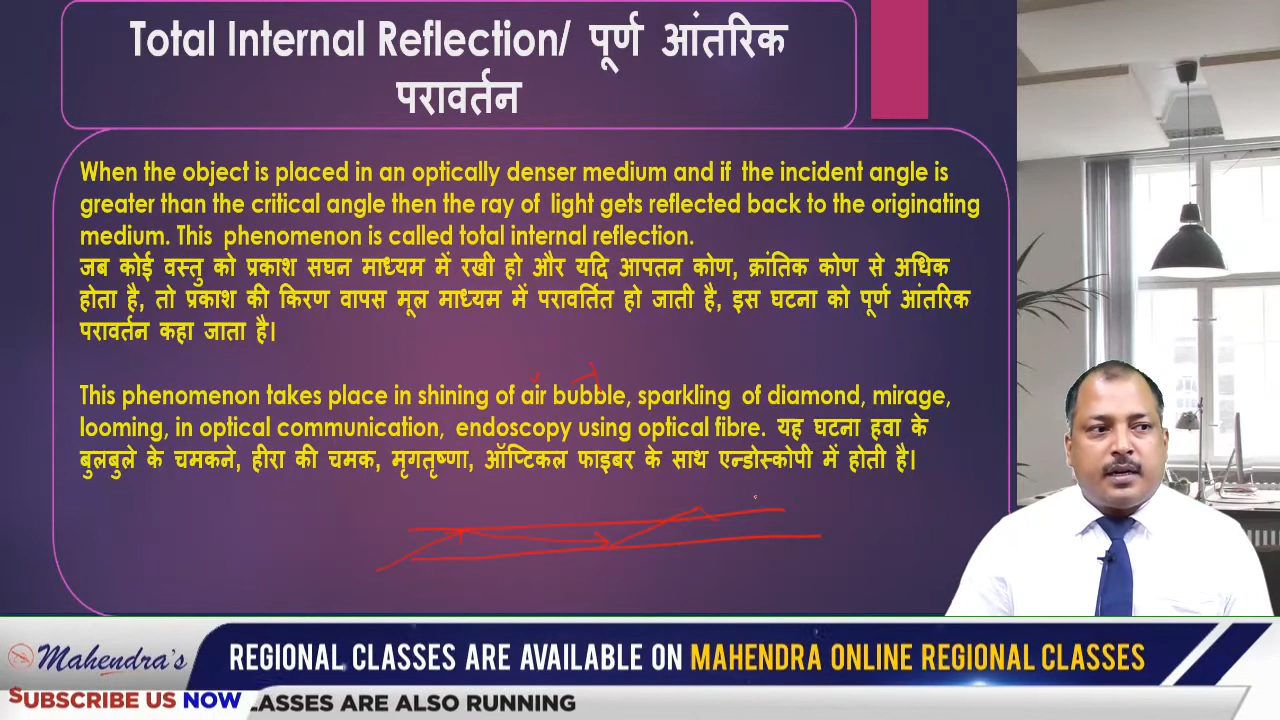 Total Internal Reflection/ पूर्ण आंतरिक
परावर्तन
When the object is placed in an optically denser medium and if the incident angle is
greater than the critical angle then the ray of light gets reflected back to the originating
medium. This phenomenon is called total internal reflection.
जब कोई वस्तु को प्रकाश सघन माध्यम में रखी हो और यदि आपतन कोण, क्रांतिक कोण से अधिक
होता है, तो प्रकाश की किरण वापस मूल माध्यम में परावर्तित हो जाती है, इस घटना को पूर्ण आंतरिक
परावर्तन कहा जाता है।
This phenomenon takes place in shining of air bubble, sparkling of diamond, mirage,
looming, in optical communication, endoscopy using optical fibre. यह घटना हवा के
बुलबुले के चमकने, हीरा की चमक, मृगतृष्णा, ऑप्टिकल फाइबर के साथ एन्डोस्कोपी में होती है।
Mahendra's
REGIONAL CLASSES ARE AVAILABLE ON MAHENDRA ONLINE REGIONAL CLASSES
SUBSCRIBE US NOW
LASSES ARE ALSO RUNNING